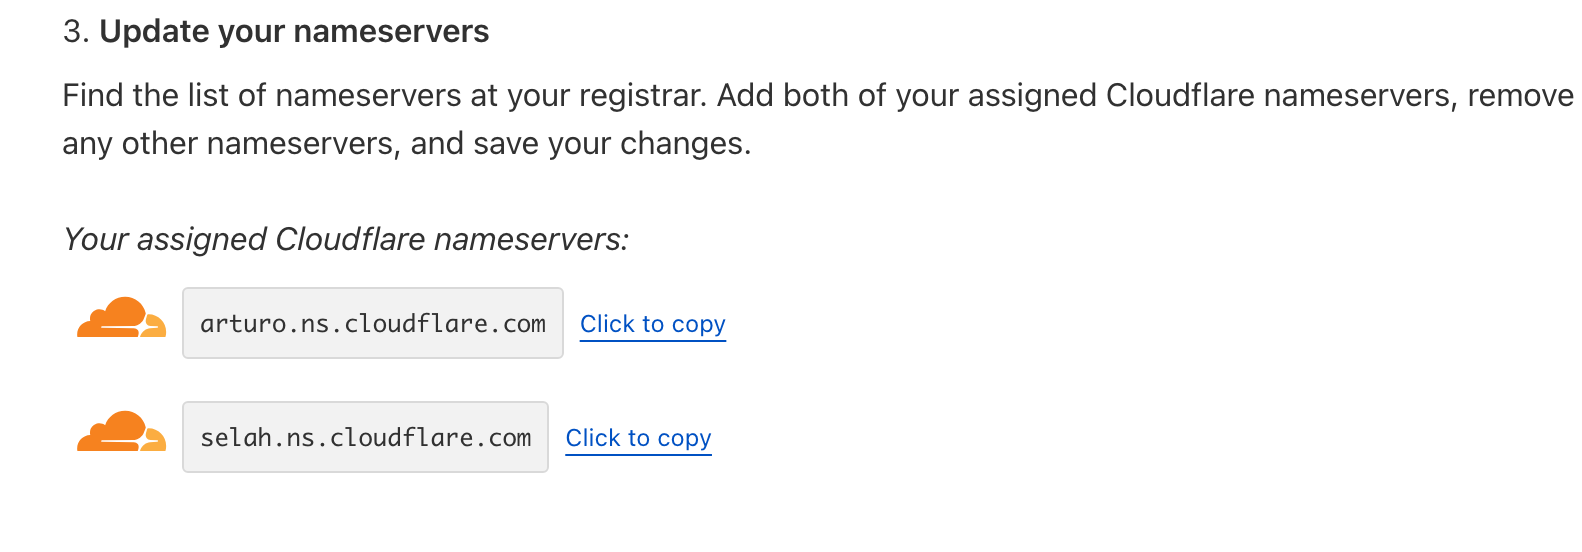 3. Update your nameservers
Find the list of nameservers at your registrar. Add both of your assigned Cloudflare nameservers, remove
any other nameservers, and save your changes.
Your assigned Cloudflare nameservers:
arturo.ns.cloudflare.com Click to copy
selah.ns.cloudflare.com Click to copy